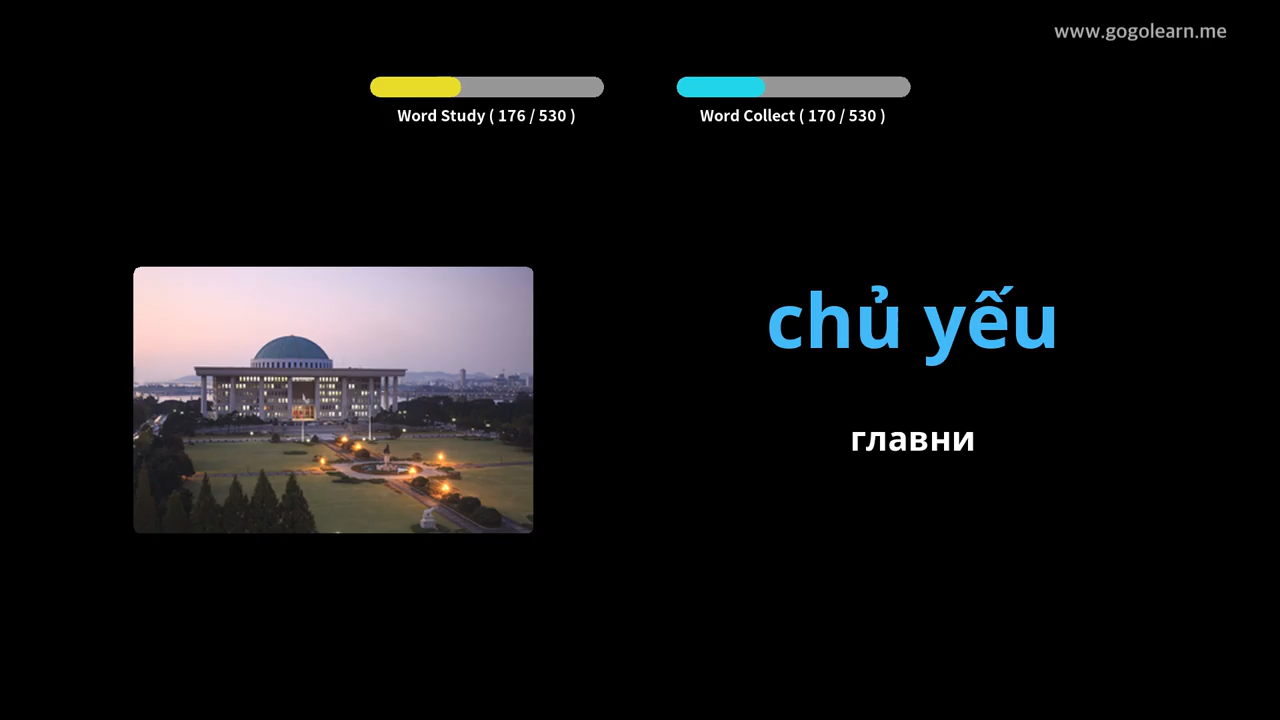 www.gogolearn.me
Word Study ( 176 / 530 )
Word Collect ( 170 / 530 )
chủ yếu
главни